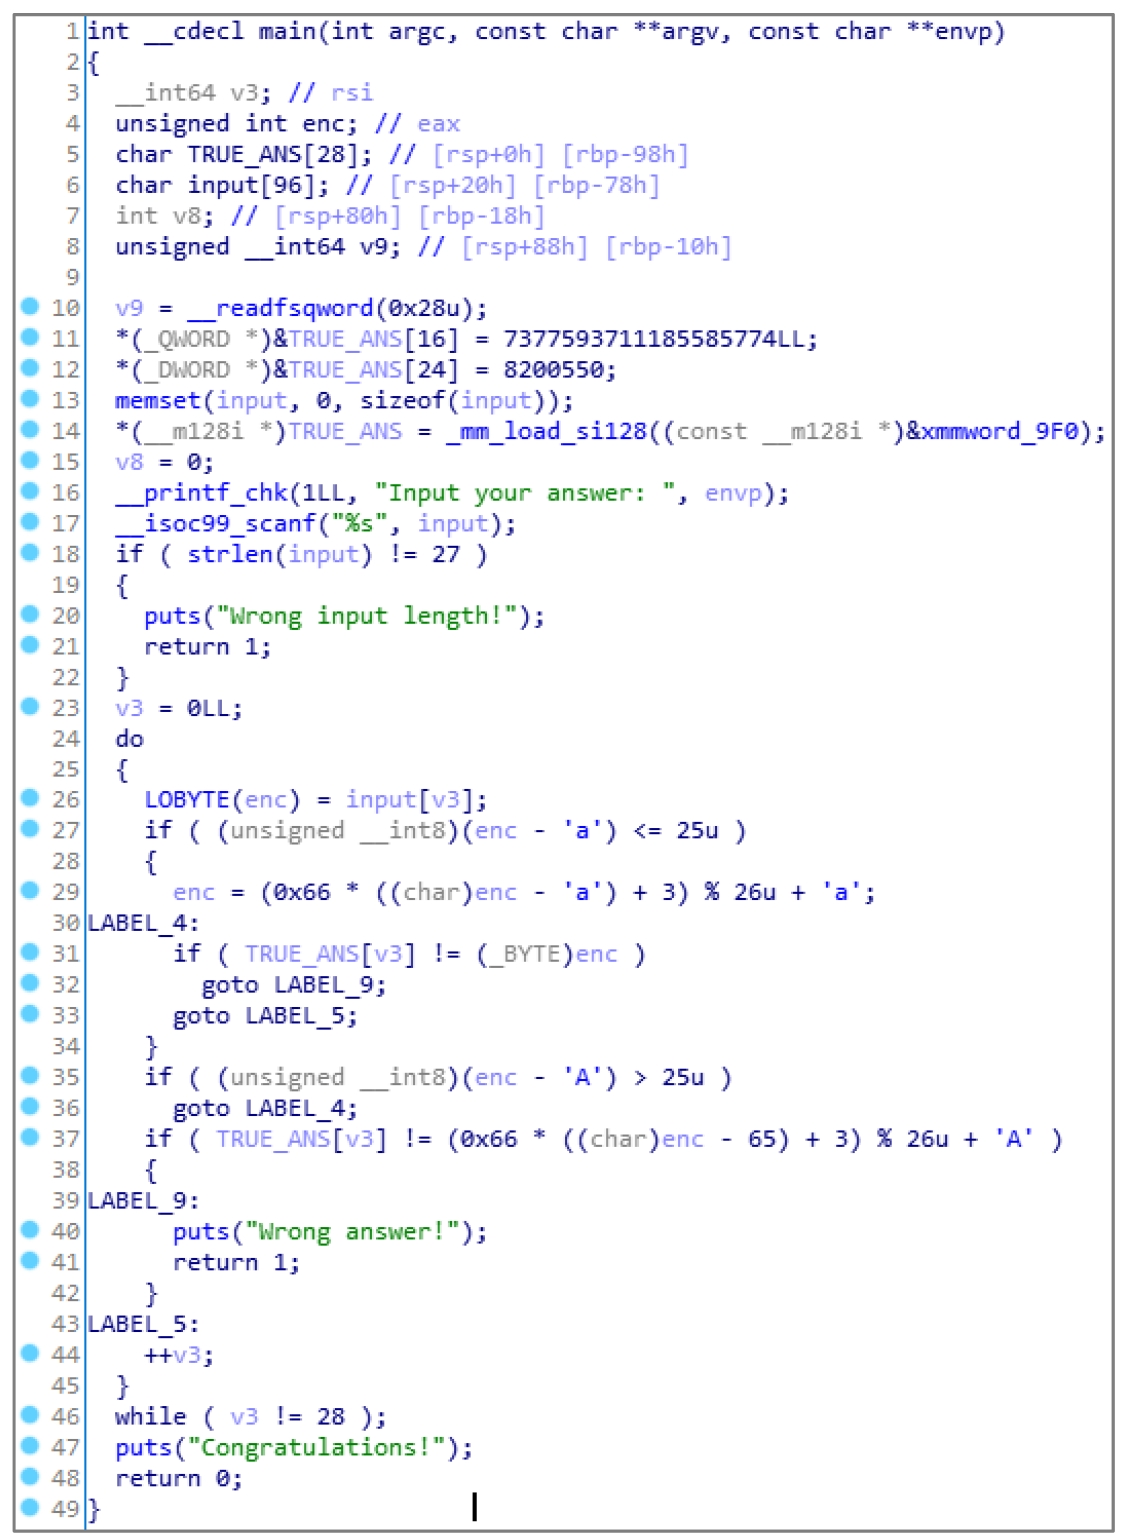 1 int __cdecl main(int argc, const char **argv, const char **envp)
2 {
3   __int64 v3; // rsi
4   unsigned int enc; // eax
5   char TRUE_ANS[28]; // [rsp+0h] [rbp-98h]
6   char input[96]; // [rsp+20h] [rbp-78h]
7   int v8; // [rsp+80h] [rbp-18h]
8   unsigned __int64 v9; // [rsp+88h] [rbp-10h]
9
10   v9 = __readfsqword(0x28u);
11   *(_QWORD *)&TRUE_ANS[16] = 7377593711185585774LL;
12   *(_DWORD *)&TRUE_ANS[24] = 8200550;
13   memset(input, 0, sizeof(input));
14   *(__m128i *)TRUE_ANS = _mm_load_si128((const __m128i *)&xmmword_9F0);
15   v8 = 0;
16   __printf_chk(1LL, "Input your answer: ", envp);
17   __isoc99_scanf("%s", input);
18   if ( strlen(input) != 27 )
19   {
20     puts("Wrong input length!");
21     return 1;
22   }
23   v3 = 0LL;
24   do
25   {
26     LOBYTE(enc) = input[v3];
27     if ( (unsigned __int8)(enc - 'a') <= 25u )
28     {
29       enc = (0x66 * ((char)enc - 'a') + 3) % 26u + 'a';
30 LABEL_4:
31       if ( TRUE_ANS[v3] != (_BYTE)enc )
32         goto LABEL_9;
33       goto LABEL_5;
34     }
35     if ( (unsigned __int8)(enc - 'A') > 25u )
36       goto LABEL_4;
37     if ( TRUE_ANS[v3] != (0x66 * ((char)enc - 65) + 3) % 26u + 'A' )
38     {
39 LABEL_9:
40       puts("Wrong answer!");
41       return 1;
42     }
43 LABEL_5:
44     ++v3;
45   }
46   while ( v3 != 28 );
47   puts("Congratulations!");
48   return 0;
49 }